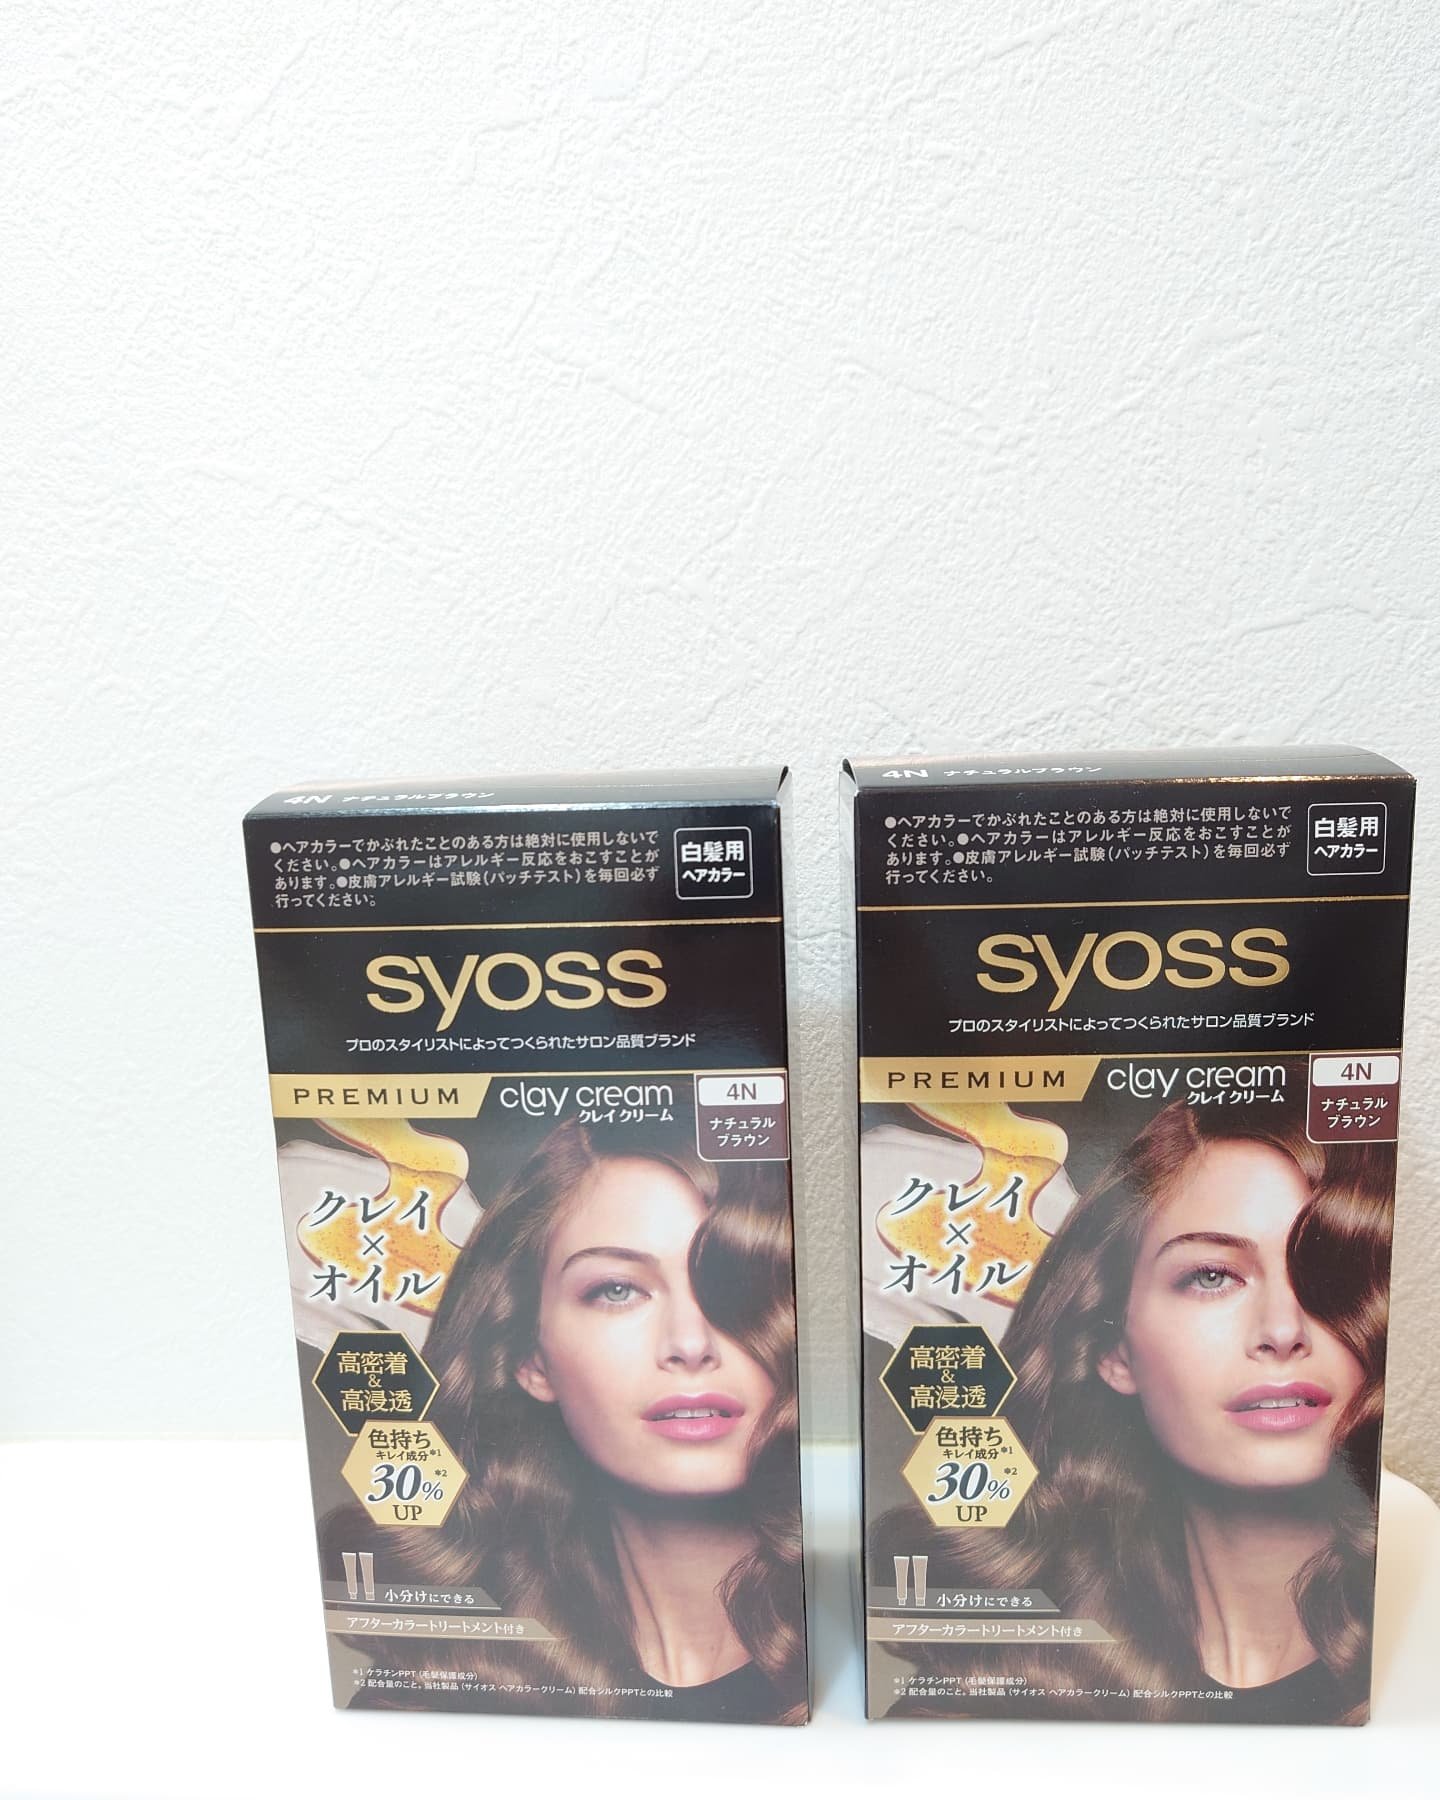 4N ナチュラルブラウン
●ヘアカラーでかぶれたことのある方は絶対に使用しないで
ください。●ヘアカラーはアレルギー反応をおこすことが
あります。●皮膚アレルギー試験(パッチテスト)を毎回必ず
行ってください。
白髪用
ヘアカラー
syoss
プロのスタイリストによってつくられたサロン品質ブランド
PREMIUM
clay cream
クレイクリーム
4N
ナチュラル
ブラウン
クレイ
×
オイル
高密着
&
高浸透
色持ち
キレイ成分*1
30%*2
UP
小分けにできる
アフターカラートリートメント付き
*1 ケラチンPPT(毛髪保護成分)
*2 配合量のこと。当社製品(サイオス ヘアカラークリーム)配合シルクPPTとの比較
4N ナチュラルブラウン
●ヘアカラーでかぶれたことのある方は絶対に使用しないで
ください。●ヘアカラーはアレルギー反応をおこすことが
あります。●皮膚アレルギー試験(パッチテスト)を毎回必ず
行ってください。
白髪用
ヘアカラー
syoss
プロのスタイリストによってつくられたサロン品質ブランド
PREMIUM
clay cream
クレイクリーム
4N
ナチュラル
ブラウン
クレイ
×
オイル
高密着
&
高浸透
色持ち
キレイ成分*1
30%*2
UP
小分けにできる
アフターカラートリートメント付き
*1 ケラチンPPT(毛髪保護成分)
*2 配合量のこと。当社製品(サイオス ヘアカラークリーム)配合シルクPPTとの比較